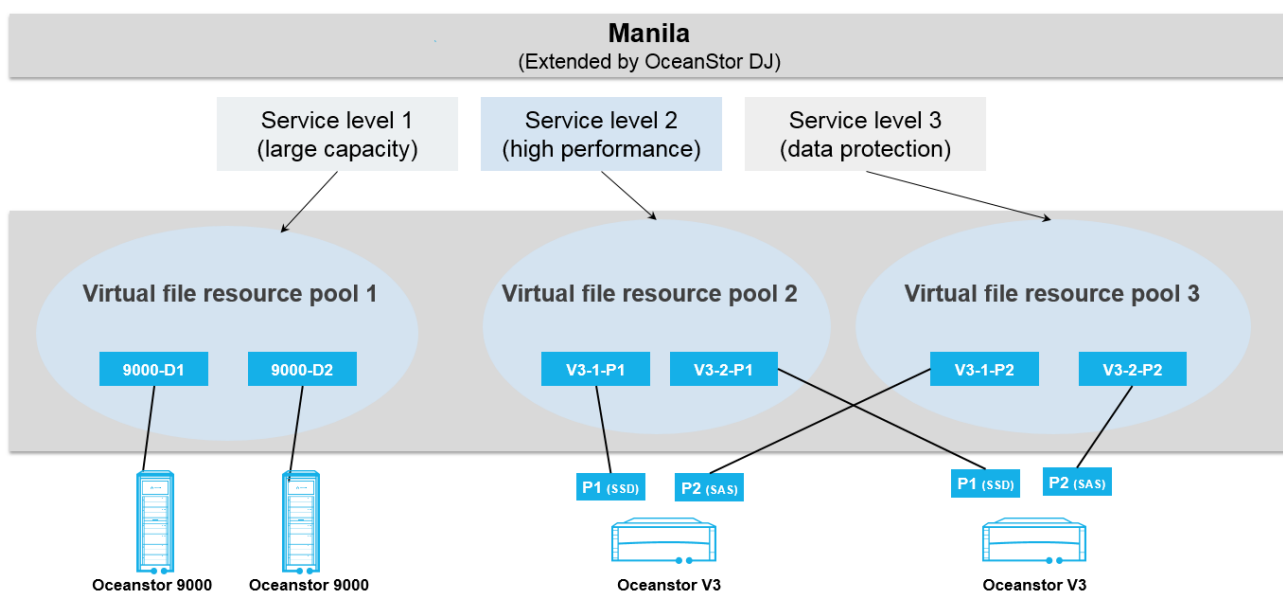 Manila
(Extended by OceanStor DJ)
Service level 1
(large capacity)
Service level 2
(high performance)
Service level 3
(data protection)
Virtual file resource pool 1
Virtual file resource pool 2
Virtual file resource pool 3
9000-D1
9000-D2
V3-1-P1
V3-2-P1
V3-1-P2
V3-2-P2
P1 (SSD)
P2 (SAS)
P1 (SSD)
P2 (SAS)
Oceanstor 9000
Oceanstor 9000
Oceanstor V3
Oceanstor V3